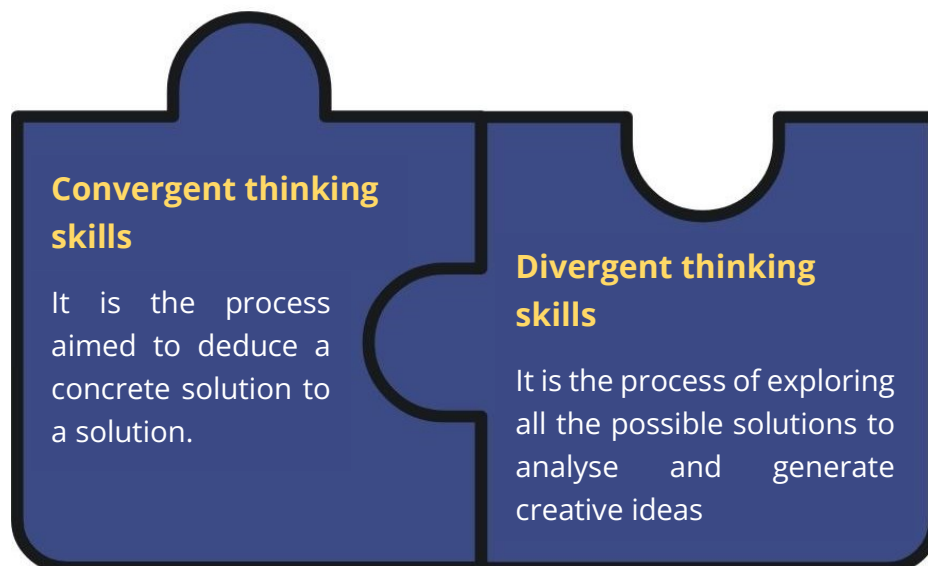 Convergent thinking
skills
It is the process
aimed to deduce a
concrete solution to
a solution.
Divergent thinking
skills
It is the process of exploring
all the possible solutions to
analyse and generate
creative ideas